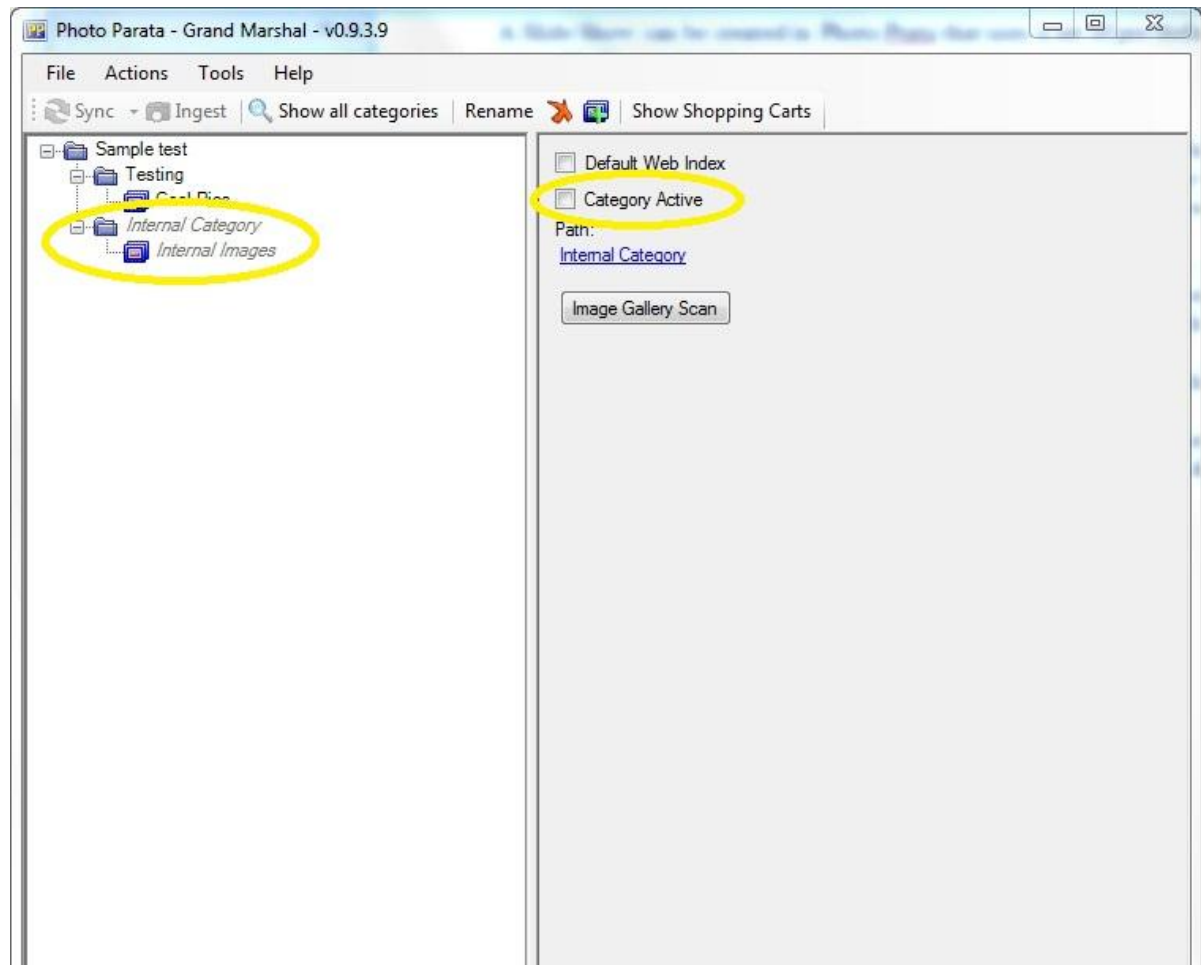 Photo Parata - Grand Marshal - v0.9.3.9
File Actions Tools Help
Sync Ingest Show all categories Rename Show Shopping Carts
Sample test
Testing
Internal Category
Internal Images
Default Web Index
Category Active
Path:
Internal Category
Image Gallery Scan